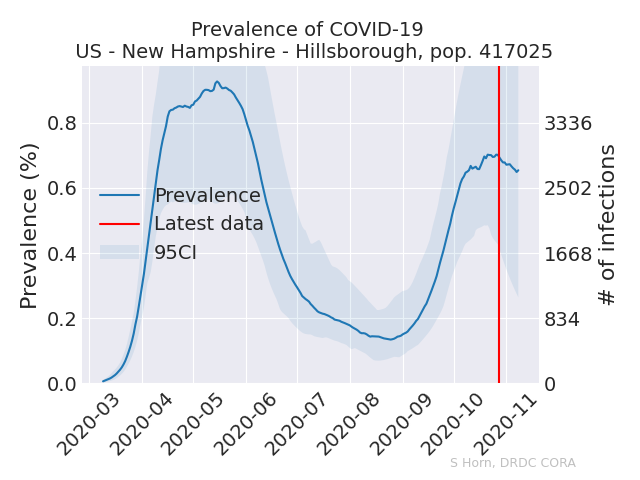 Prevalence of COVID-19
US - New Hampshire - Hillsborough, pop. 417025
Prevalence (%)
0.8
0.6
0.4
0.2
0.0
Prevalence
Latest data
95CI
3336
2502
1668
834
0
# of infections
2020-03
2020-04
2020-05
2020-06
2020-07
2020-08
2020-09
2020-10
2020-11
S Horn, DRDC CORA